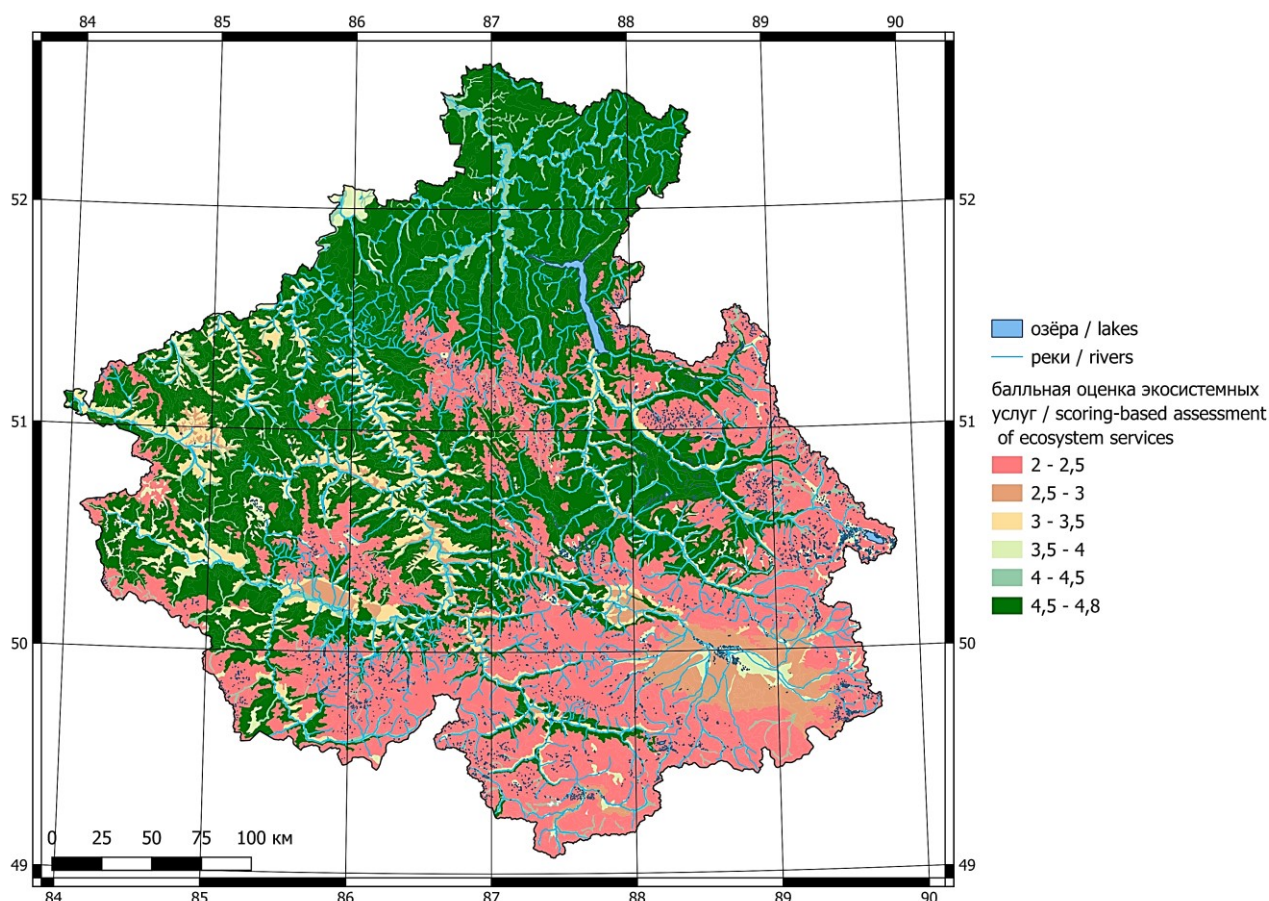 84 85 86 87 88 89 90
52 52
51 51
50 50
49 49
0 25 50 75 100 км
84 85 86 87 88 89 90
озёра / lakes
реки / rivers
балльная оценка экосистемных
услуг / scoring-based assessment
of ecosystem services
2 - 2,5
2,5 - 3
3 - 3,5
3,5 - 4
4 - 4,5
4,5 - 4,8